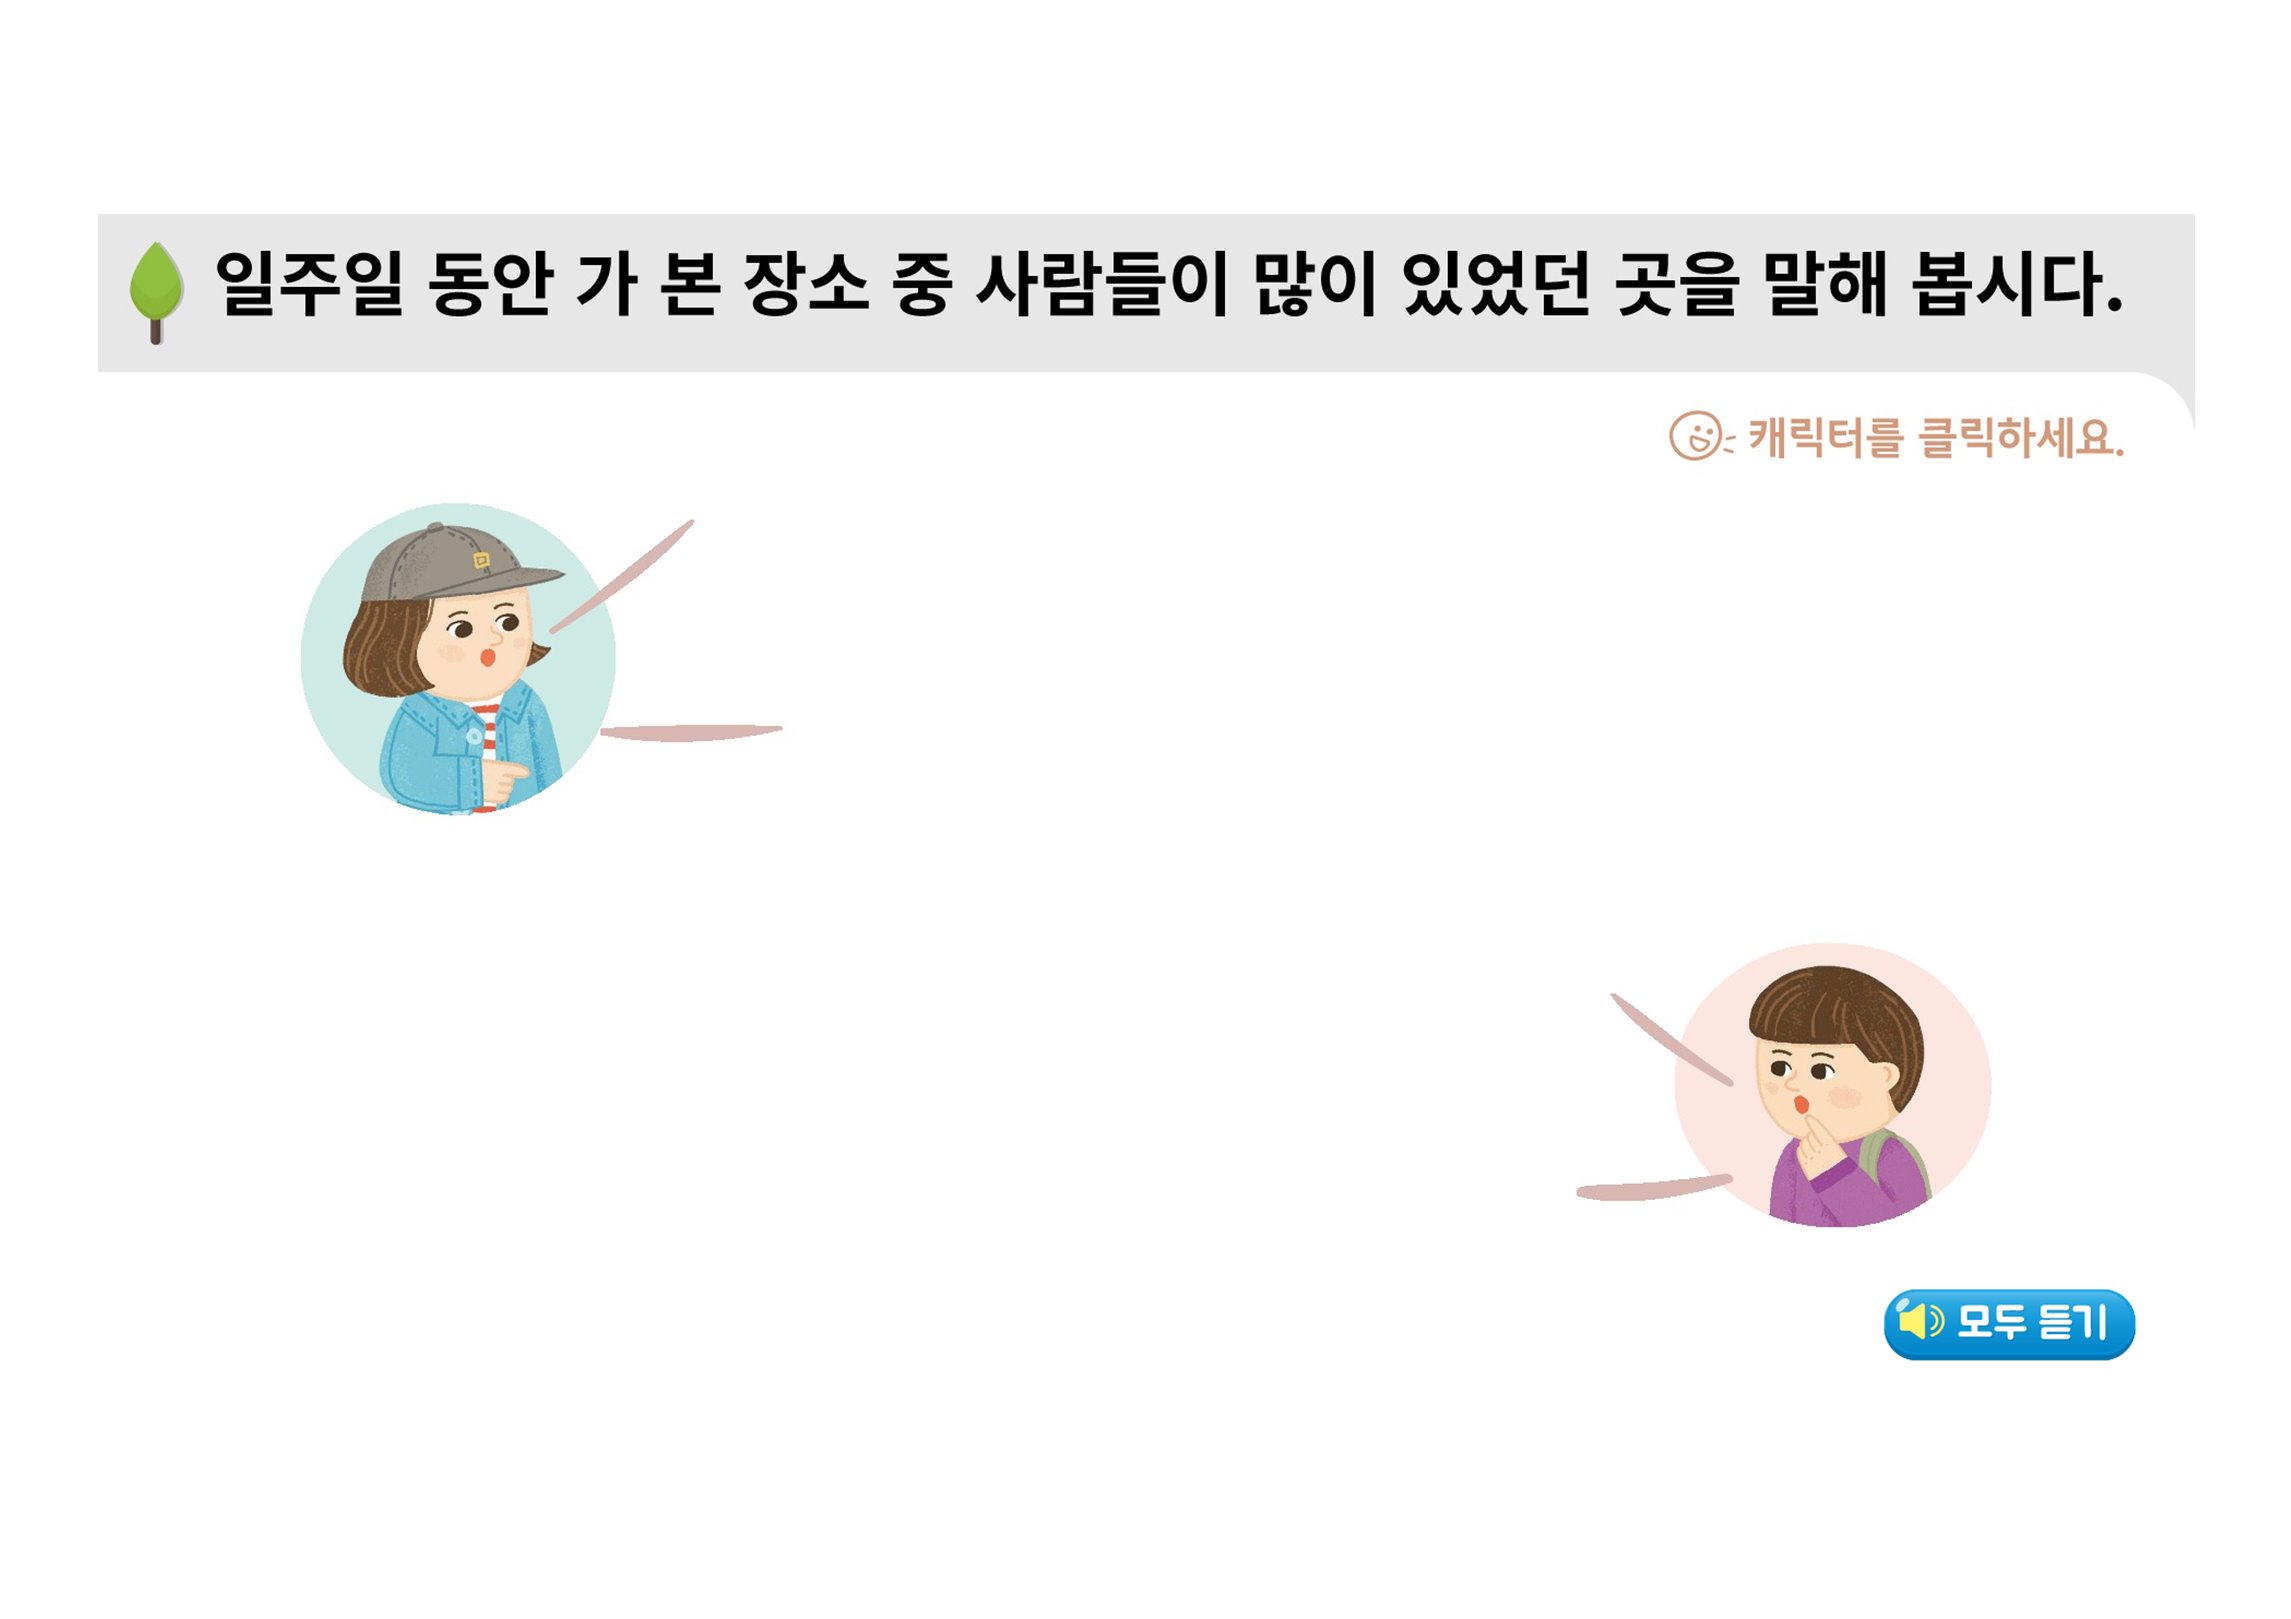 일주일 동안 가 본 장소 중 사람들이 많이 있었던 곳을 말해 봅시다.
캐릭터를 클릭하세요.
모두 듣기